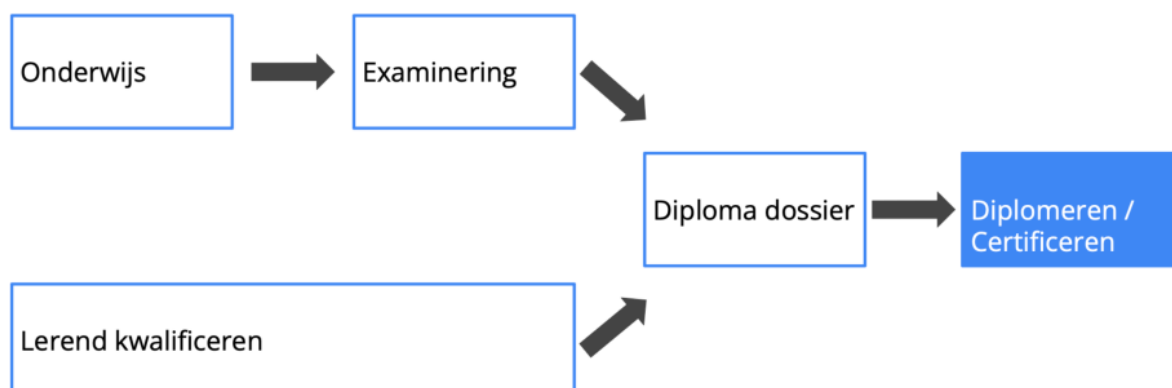 Onderwijs
Examinering
Diploma dossier
Diplomeren /
Certificeren
Lerend kwalificeren